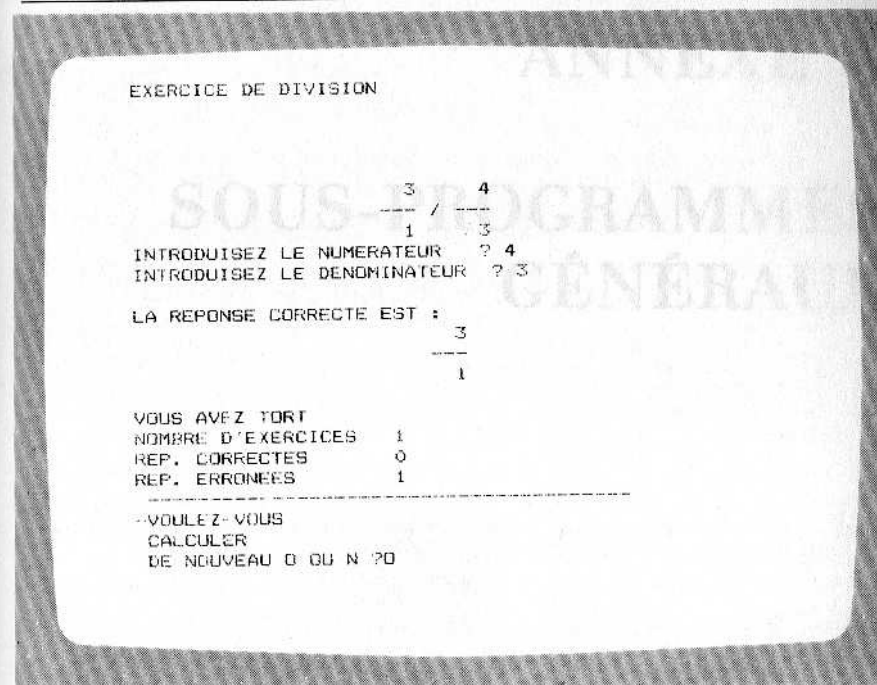 EXERCICE DE DIVISION
3 4
--- / ---
1 3
INTRODUISEZ LE NUMERATEUR ? 4
INTRODUISEZ LE DENOMINATEUR ? 3
LA REPONSE CORRECTE EST :
3
---
1
VOUS AVEZ TORT
NOMBRE D'EXERCICES 1
REP. CORRECTES 0
REP. ERRONEES 1
-VOULEZ-VOUS
CALCULER
DE NOUVEAU O OU N ?O
ANNEXE
SOUS-PROGRAMME
GÉNÉRAU